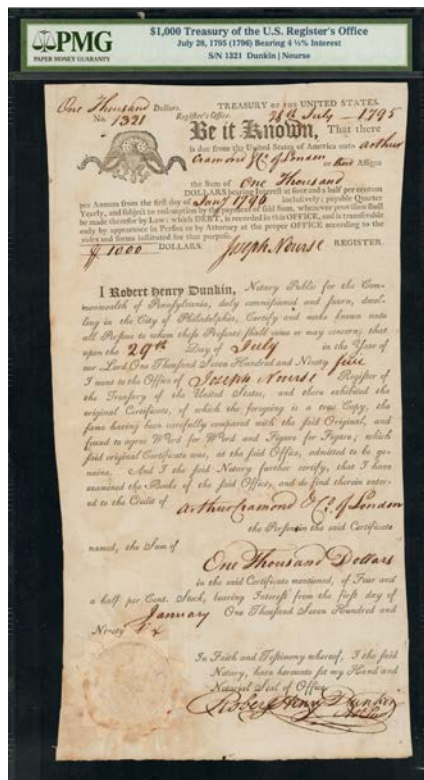 PMG
PAPER MONEY GUARANTY
$1,000 Treasury of the U.S. Register's Office
July 28, 1795 (1796) Bearing 4 ½% Interest
S/N 1321 Dunkin | Nourse
One Thousand Dollars. TREASURY OF THE UNITED STATES.
No. 1321 Register's Office. 28th July 1795
Be it Known, That there
is due from the United States of America unto Arthur
Cramond & Co. of London or their Assigns
the Sum of One Thousand
DOLLARS bearing Interest at four and a half per centum
per Annum from the first day of Jany 1796 inclusively; payable Quarter
Yearly, and subject to redemption by the payment of said Sum, whenever provision shall
be made therefor by Law: which DEBT, is recorded in this OFFICE, and is transferable
only by appearance in Person or by Attorney at the proper OFFICE according to the
rules and forms instituted for that purpose.
$ 1000 DOLLARS. Joseph Nourse REGISTER.
I Robert Henry Dunkin, Notary Public for the Com-
monwealth of Pennsylvania, duly commissioned and sworn, dwel-
ling in the City of Philadelphia, Certify and make known unto
all Persons to whom these Presents shall come or may concern; that
upon the 29th Day of July in the Year of
our Lord One Thousand Seven Hundred and Ninety five
I went to the Office of Joseph Nourse Register of
the Treasury of the United States, and there exhibited the
original Certificate, of which the foregoing is a true Copy, the
same having been carefully compared with the said Original, and
found to agree Word for Word and Figure for Figure; which
said original Certificate was, at the said Office, admitted to be ge-
nuine. And I the said Notary further certify, that I have
examined the Books of the said Office, and do find therein enter-
ed to the Credit of Arthur Cramond & Co. of London
the Person in the said Certificate
named, the Sum of
One Thousand Dollars
in the said Certificate mentioned, of Four and
a half per Cent. Stock, bearing Interest from the first day of
January One Thousand Seven Hundred and
Ninety Six
In Faith and Testimony whereof, I the said
Notary, have hereunto set my Hand and
Notarial Seal of Office
Robert Henry Dunkin